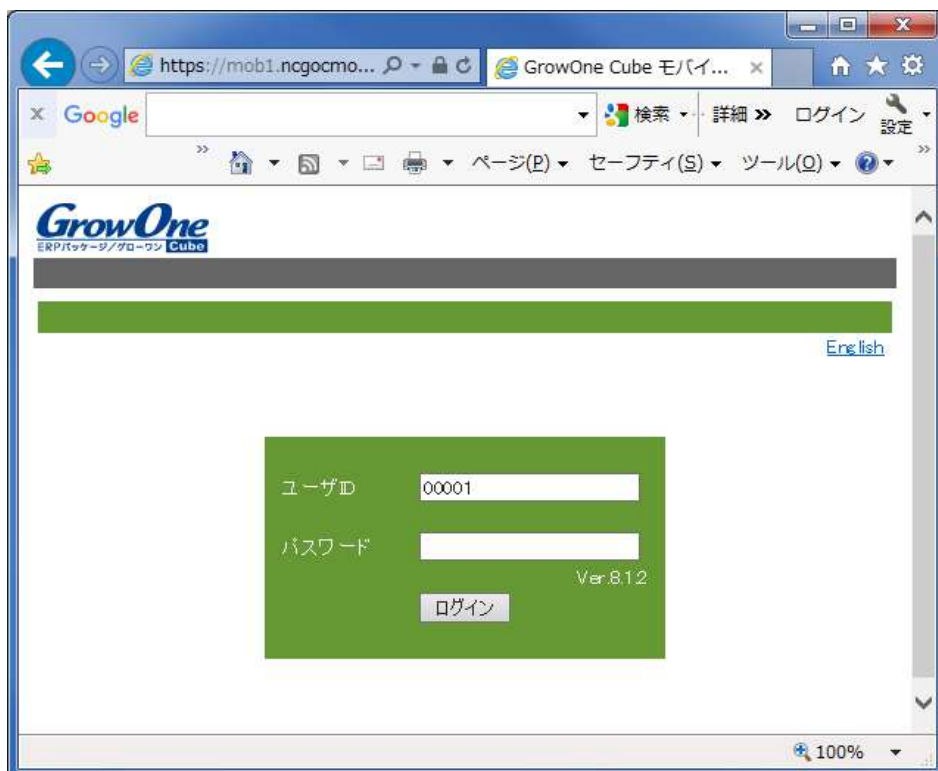 https://mob1.ncgocmo...
GrowOne Cube モバイ...
Google
検索
詳細 »
ログイン
設定
ページ(P)
セーフティ(S)
ツール(O)
GrowOne
ERPパッケージ/グローワン Cube
English
ユーザID
00001
パスワード
Ver.8.1.2
ログイン
100%